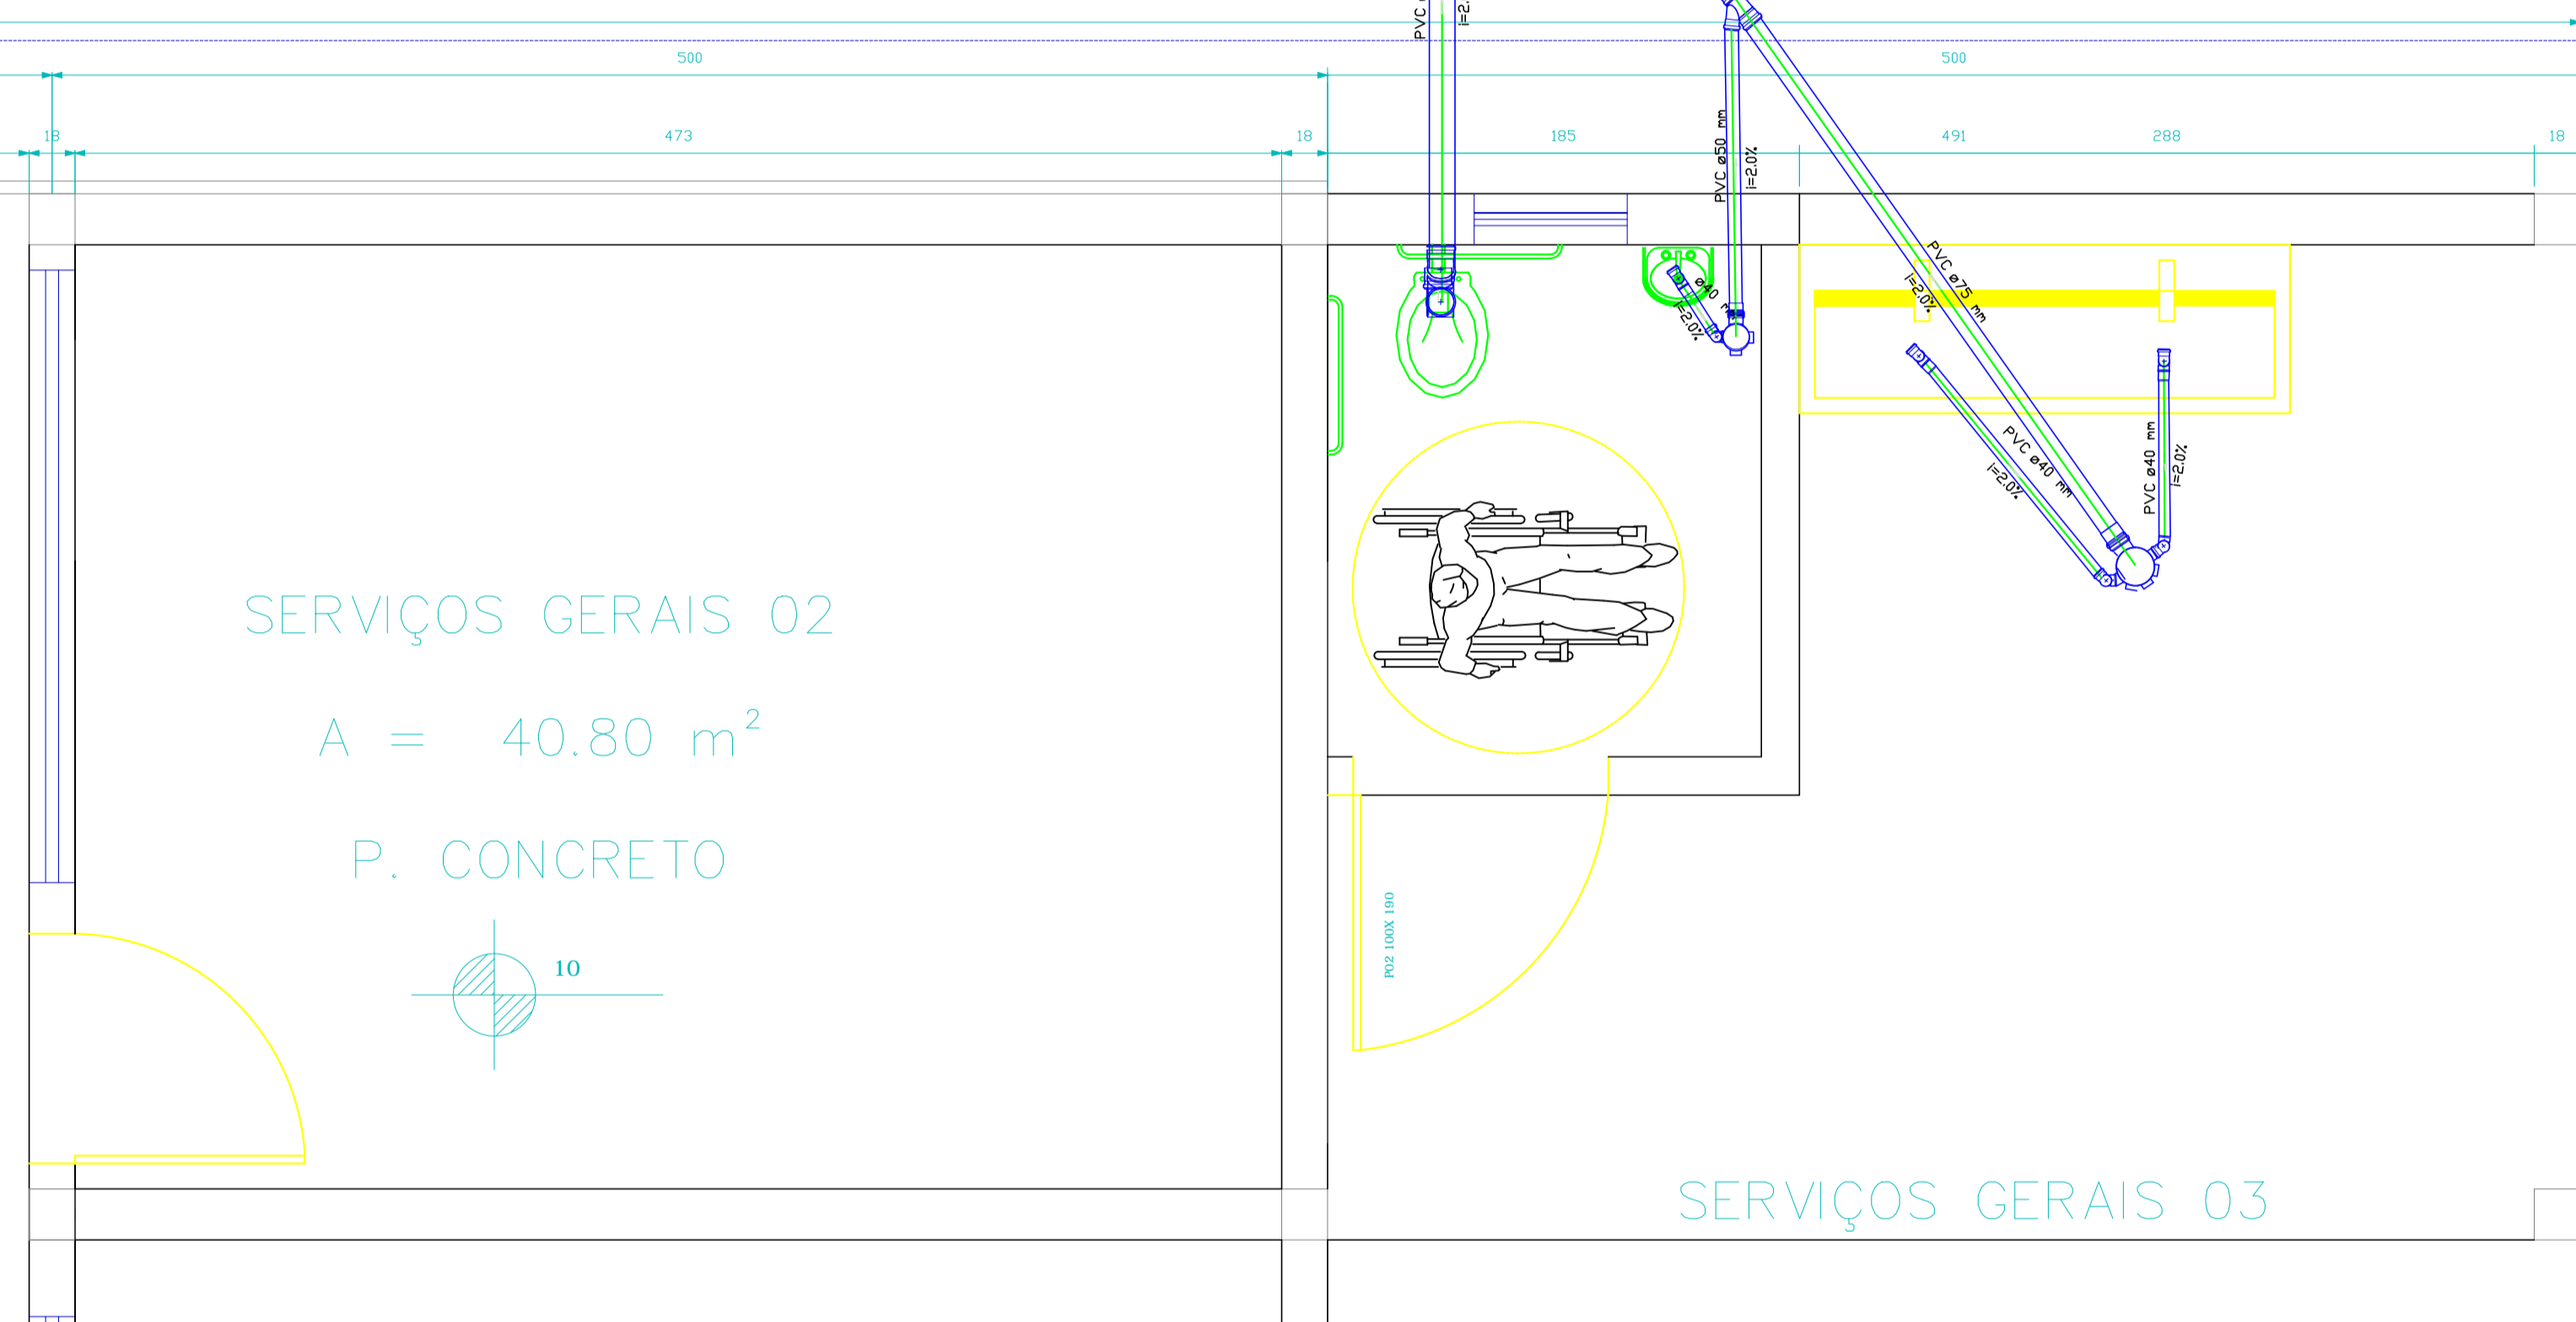 PVC
i=2.
500
500
18
473
18
185
491
288
18
PVC ø50 mm
i=2.0%
ø40 m
i=2.0%
PVC ø75 mm
i=2.0%
PVC ø40 mm
i=2.0%
PVC ø40 mm
i=2.0%
SERVIÇOS GERAIS 02
A = 40.80 m²
P. CONCRETO
10
P02 100X 190
SERVIÇOS GERAIS 03